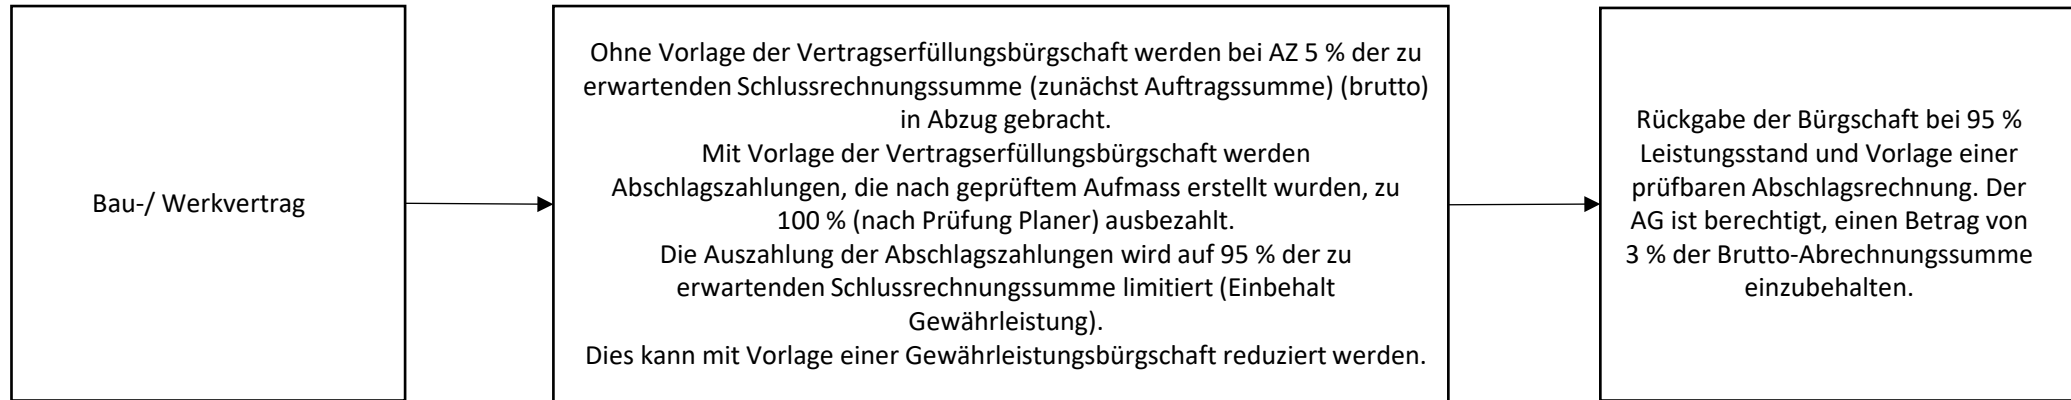 Bau-/ Werkvertrag
Ohne Vorlage der Vertragserfüllungsbürgschaft werden bei AZ 5 % der zu
erwartenden Schlussrechnungssumme (zunächst Auftragssumme) (brutto)
in Abzug gebracht.
Mit Vorlage der Vertragserfüllungsbürgschaft werden
Abschlagszahlungen, die nach geprüftem Aufmass erstellt wurden, zu
100 % (nach Prüfung Planer) ausbezahlt.
Die Auszahlung der Abschlagszahlungen wird auf 95 % der zu
erwartenden Schlussrechnungssumme limitiert (Einbehalt
Gewährleistung).
Dies kann mit Vorlage einer Gewährleistungsbürgschaft reduziert werden.
Rückgabe der Bürgschaft bei 95 %
Leistungsstand und Vorlage einer
prüfbaren Abschlagsrechnung. Der
AG ist berechtigt, einen Betrag von
3 % der Brutto-Abrechnungssumme
einzubehalten.